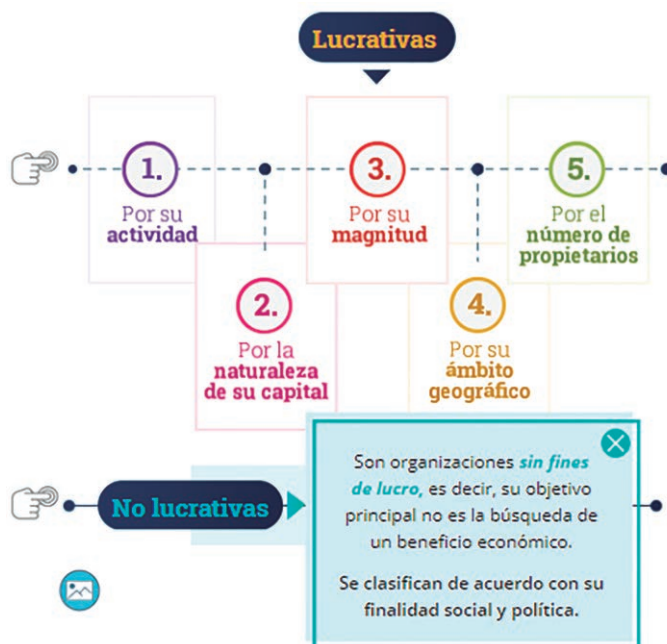 Lucrativas
1.
Por su
actividad
2.
Por la
naturaleza
de su capital
3.
Por su
magnitud
4.
Por su
ámbito
geográfico
5.
Por el
número de
propietarios
No lucrativas
Son organizaciones sin fines
de lucro, es decir, su objetivo
principal no es la búsqueda de
un beneficio económico.
Se clasifican de acuerdo con su
finalidad social y política.